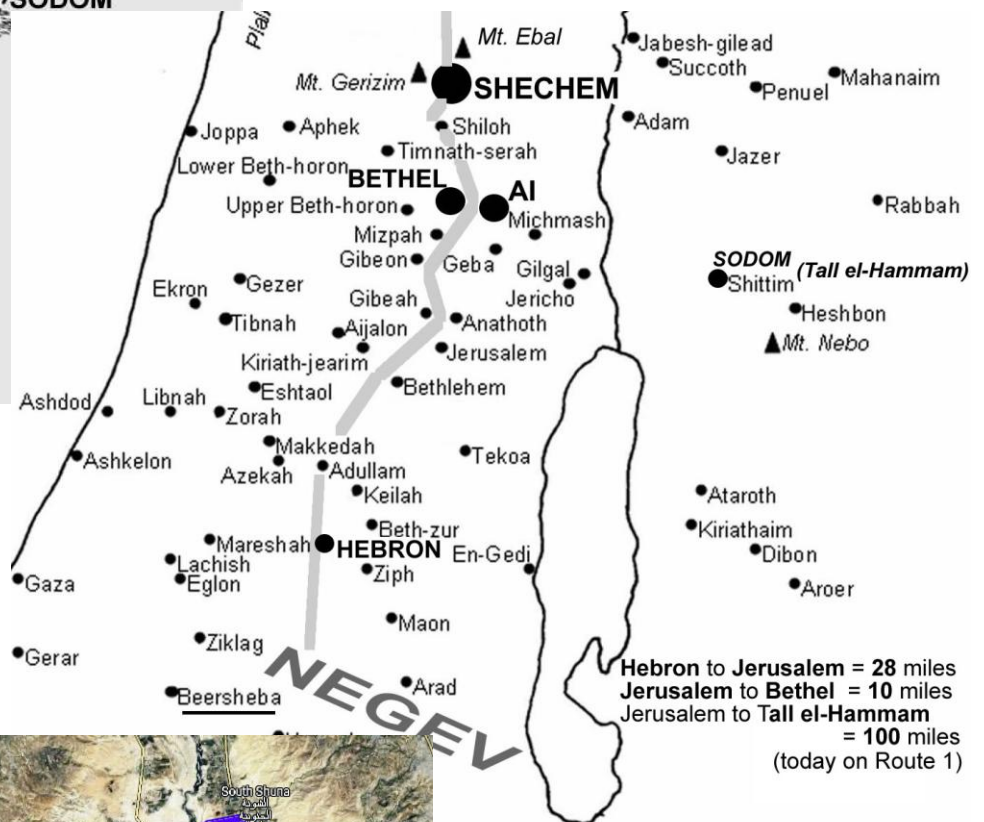 SODOM
Plai
Mt. Ebal
Mt. Gerizim
SHECHEM
Jabesh-gilead
Succoth
Penuel
Mahanaim
Adam
Joppa
Aphek
Shiloh
Timnath-serah
Jazer
Lower Beth-horon
BETHEL
AI
Upper Beth-horon
Michmash
Rabbah
Mizpah
Gibeon
Geba
Gilgal
Jericho
SODOM
(Tall el-Hammam)
Shittim
Heshbon
Mt. Nebo
Ekron
Gezer
Tibnah
Gibeah
Aijalon
Anathoth
Kiriath-jearim
Jerusalem
Eshtaol
Bethlehem
Ashdod
Libnah
Zorah
Ashkelon
Makkedah
Azekah
Adullam
Tekoa
Keilah
Ataroth
Beth-zur
Kiriathaim
Mareshah
HEBRON
En-Gedi
Dibon
Lachish
Eglon
Ziph
Aroer
Gaza
Maon
Ziklag
Gerar
NEGEV
Arad
Beersheba
Hebron to Jerusalem = 28 miles
Jerusalem to Bethel = 10 miles
Jerusalem to Tall el-Hammam
= 100 miles
(today on Route 1)
South Shuna
الشونة
الجنوبية